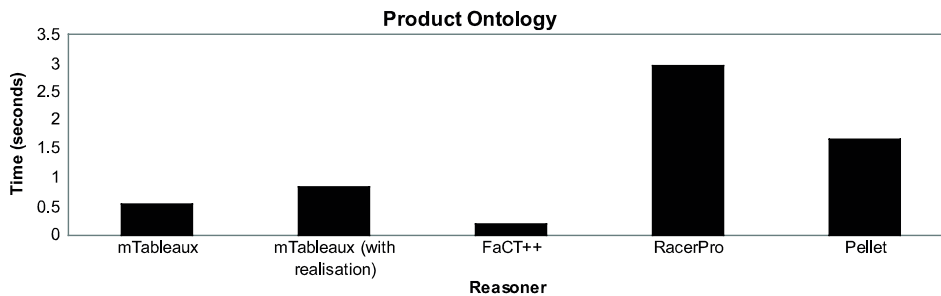 Product Ontology
3.5
3
2.5
2
1.5
1
0.5
0
Time (seconds)
mTableaux
mTableaux (with
realisation)
FaCT++
RacerPro
Pellet
Reasoner